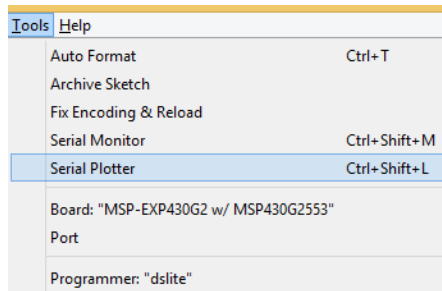 Tools Help
Auto Format Ctrl+T
Archive Sketch
Fix Encoding & Reload
Serial Monitor Ctrl+Shift+M
Serial Plotter Ctrl+Shift+L
Board: "MSP-EXP430G2 w/ MSP430G2553"
Port
Programmer: "dslite"